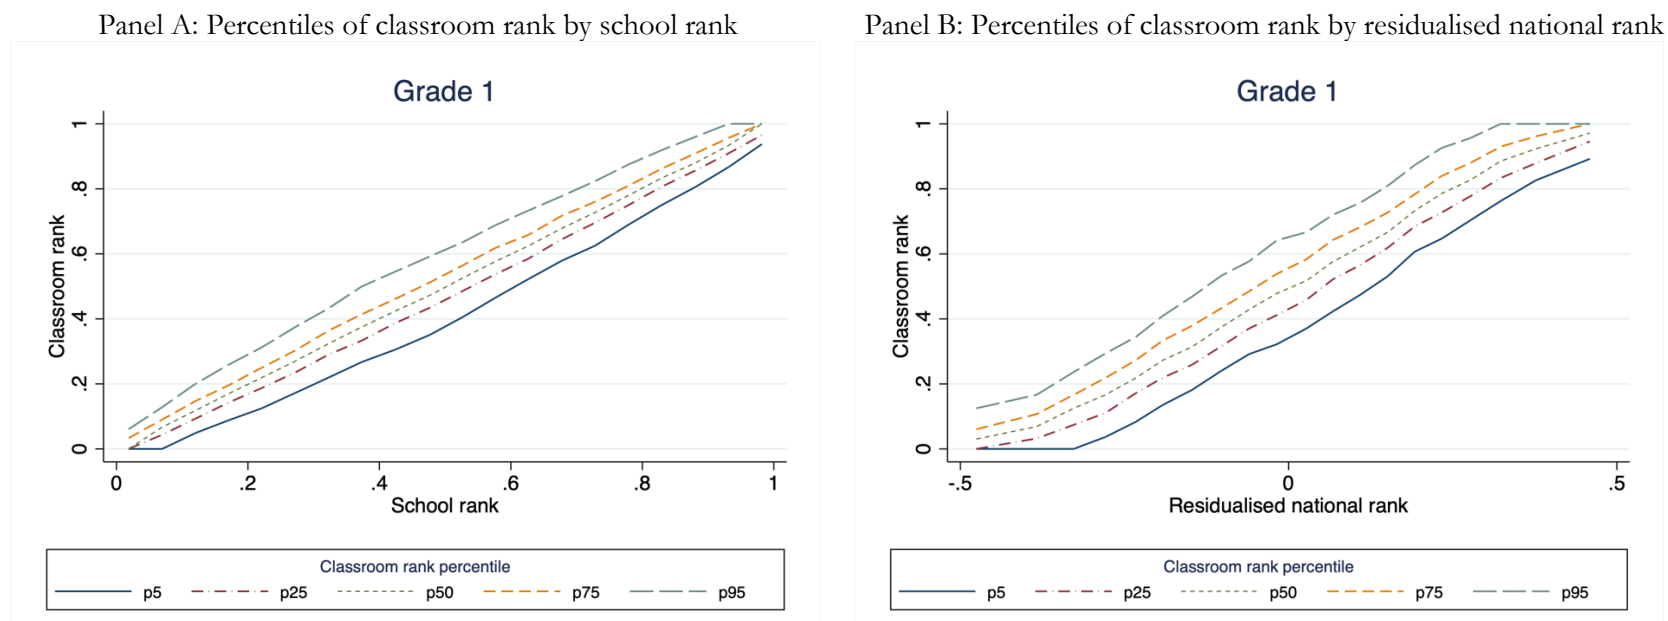 Panel A: Percentiles of classroom rank by school rank
Grade 1
Classroom rank
1
.8
.6
.4
.2
0
0 .2 .4 .6 .8 1
School rank
Classroom rank percentile
p5 p25 p50 p75 p95
Panel B: Percentiles of classroom rank by residualised national rank
Grade 1
Classroom rank
1
.8
.6
.4
.2
0
-.5 0 .5
Residualised national rank
Classroom rank percentile
p5 p25 p50 p75 p95